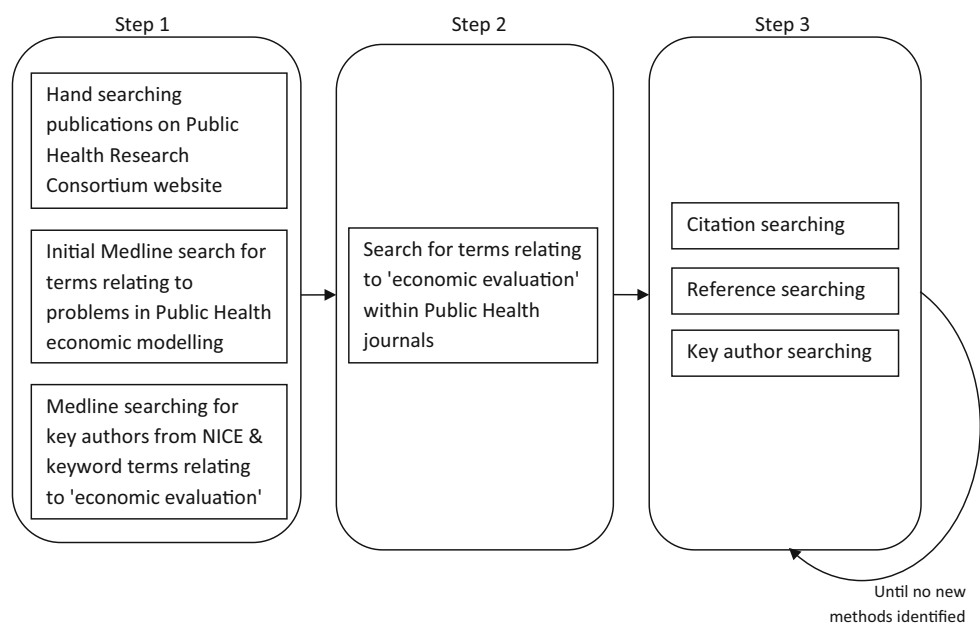 Step 1
Hand searching
publications on Public
Health Research
Consortium website
Initial Medline search for
terms relating to
problems in Public Health
economic modelling
Medline searching for
key authors from NICE &
keyword terms relating
to 'economic evaluation'
Step 2
Search for terms relating
to 'economic evaluation'
within Public Health
journals
Step 3
Citation searching
Reference searching
Key author searching
Until no new
methods identified